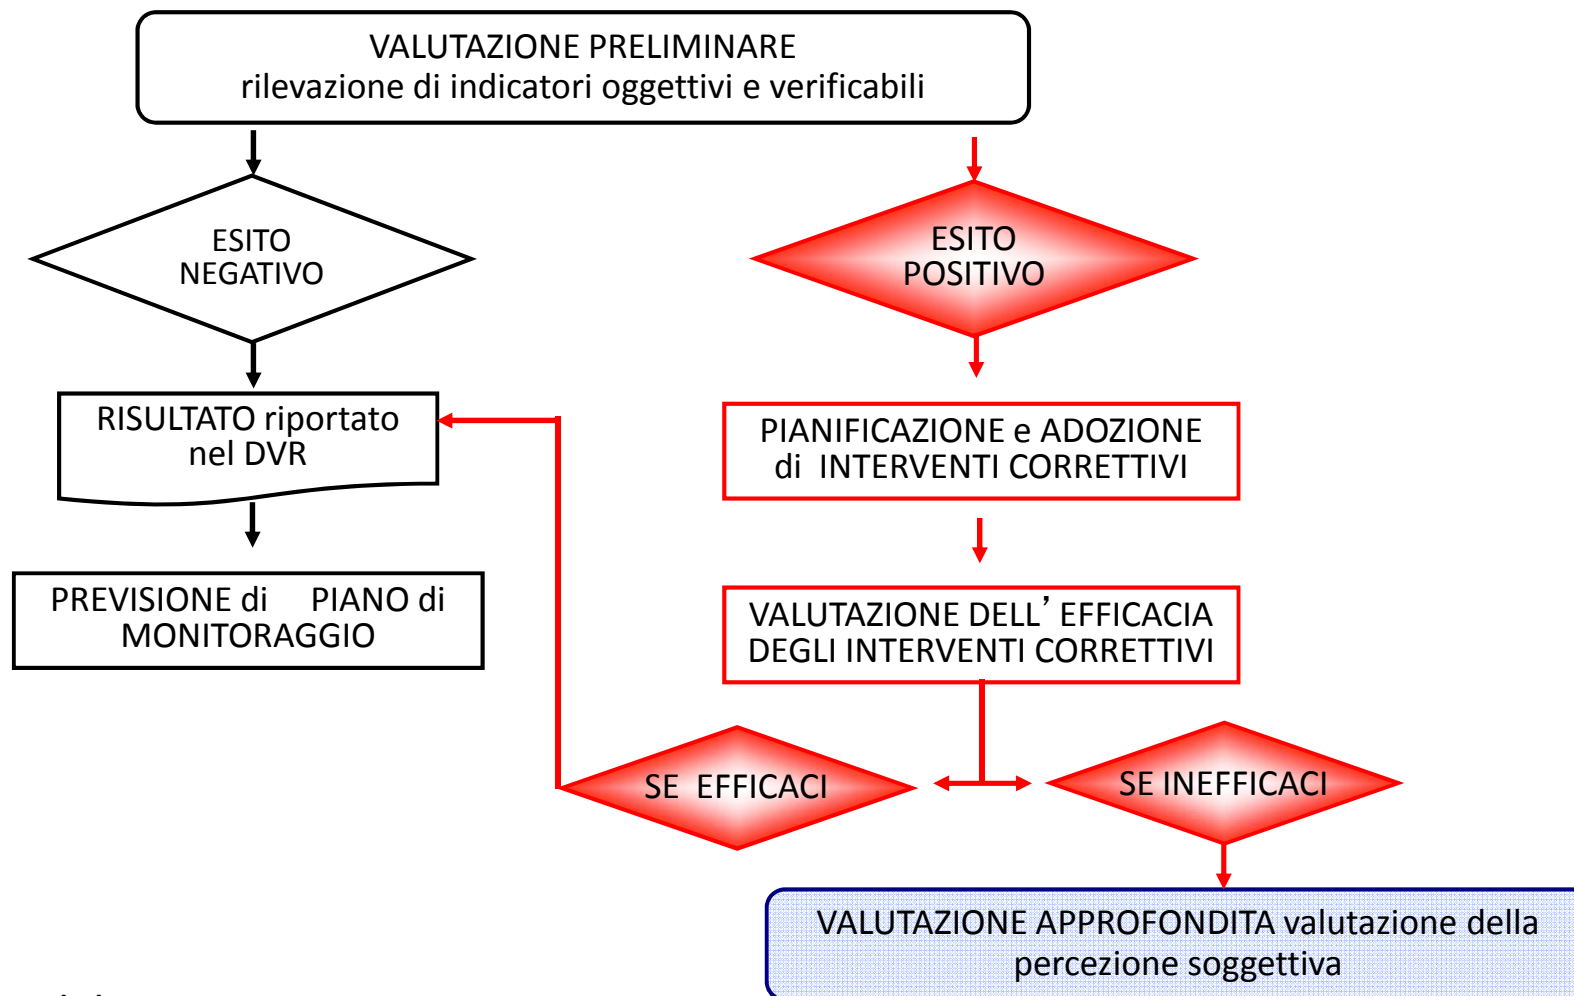 VALUTAZIONE PRELIMINARE
rilevazione di indicatori oggettivi e verificabili
ESITO
NEGATIVO
ESITO
POSITIVO
RISULTATO riportato
nel DVR
PIANIFICAZIONE e ADOZIONE
di INTERVENTI CORRETTIVI
PREVISIONE di PIANO di
MONITORAGGIO
VALUTAZIONE DELL’ EFFICACIA
DEGLI INTERVENTI CORRETTIVI
SE EFFICACI
SE INEFFICACI
VALUTAZIONE APPROFONDITA valutazione della
percezione soggettiva